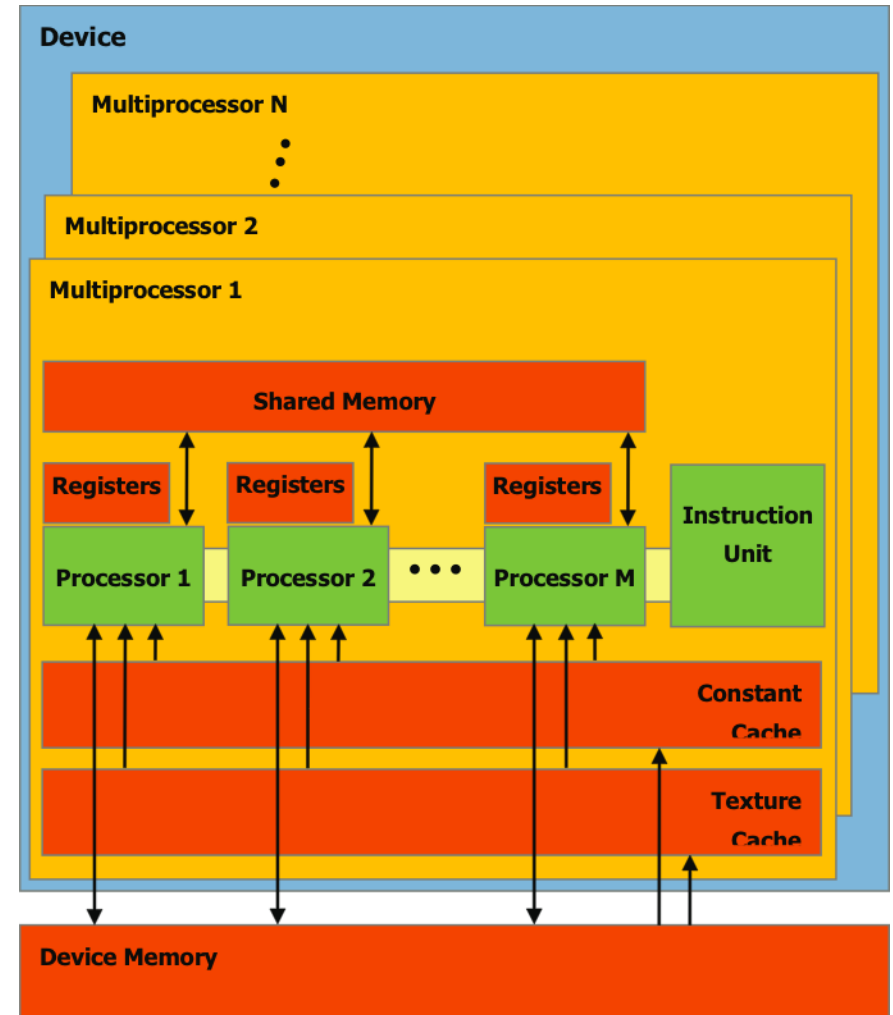 Device
Multiprocessor N
Multiprocessor 2
Multiprocessor 1
Shared Memory
Registers
Registers
Registers
Instruction
Unit
Processor 1
Processor 2
Processor M
Constant
Cache
Texture
Cache
Device Memory